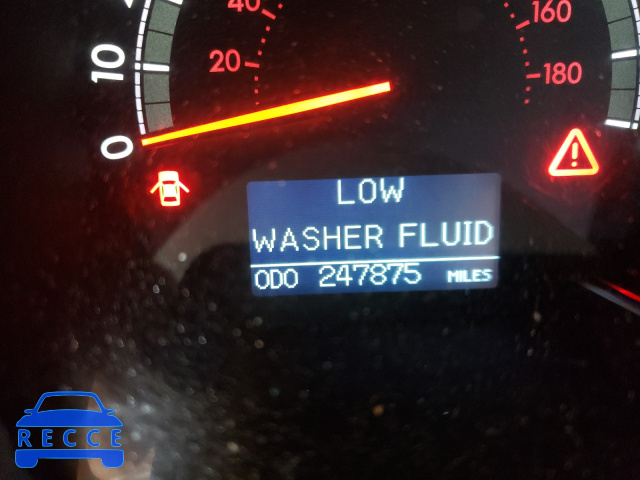 40
160
10
20
180
0
LOW
WASHER FLUID
ODO 247875 MILES
RECCE